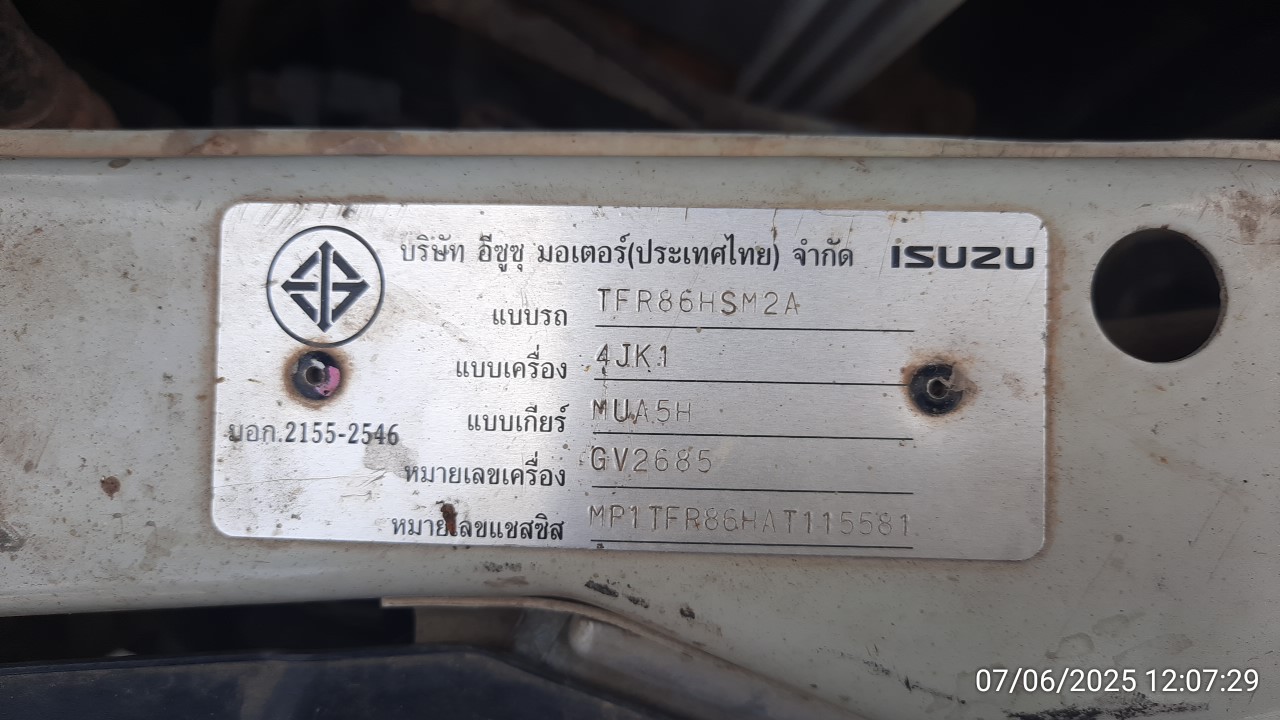 บริษัท อีซูซุ มอเตอร์(ประเทศไทย) จำกัด ISUZU
แบบรถ TFR86HSM2A
แบบเครื่อง 4JK1
แบบเกียร์ MUA5H
มอก.2155-2546
หมายเลขเครื่อง GV2685
หมายเลขแชสซิส MP1TFR86HAT115581
07/06/2025 12:07:29